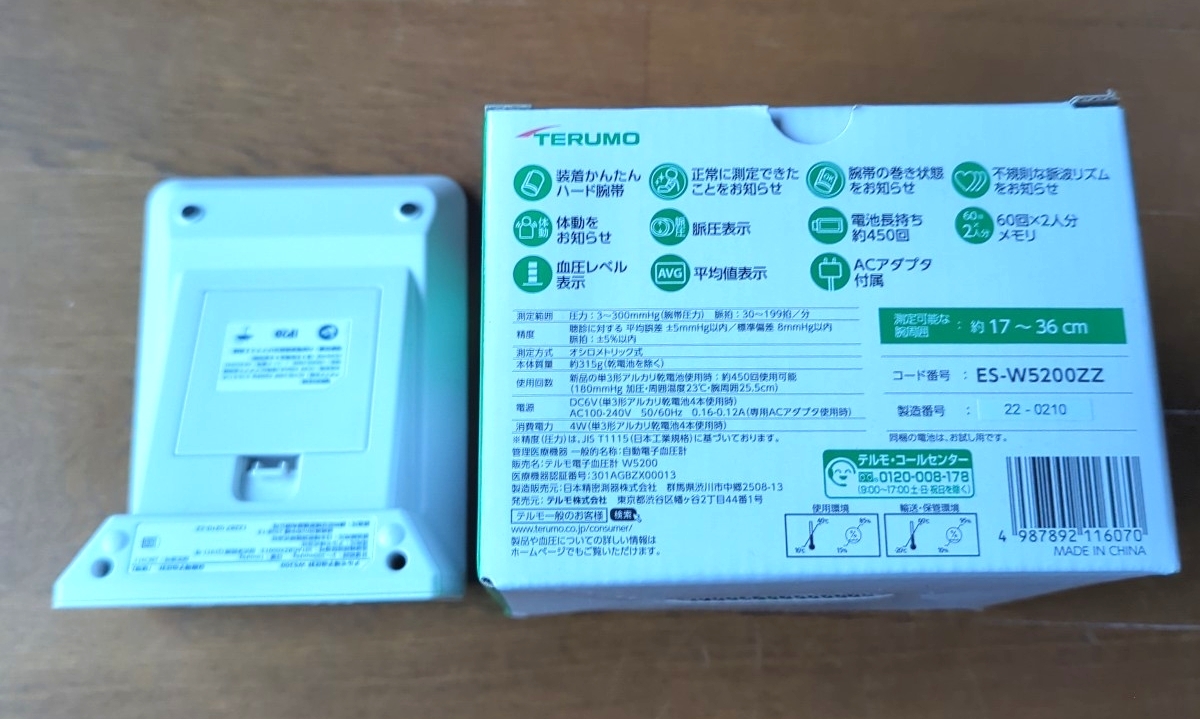 TERUMO
装着かんたん
ハード腕帯
正常に測定できた
ことをお知らせ
腕帯の巻き状態
をお知らせ
不規則な脈波リズム
をお知らせ
体動
体動を
お知らせ
脈圧
脈圧表示
電池長持ち
約450回
60回
×
2人分
60回×2人分
メモリ
血圧レベル
表示
AVG
平均値表示
ACアダプタ
付属
測定範囲 圧力：3～300mmHg(腕帯圧力) 脈拍：30～199拍／分
精度 聴診に対する 平均誤差 ±5mmHg以内／標準偏差 8mmHg以内
脈拍：±5%以内
測定方式 オシロメトリック式
本体質量 約315g(乾電池を除く)
使用回数 新品の単3形アルカリ乾電池使用時：約450回使用可能
(180mmHg 加圧・周囲温度23℃・腕周囲25.5cm)
電源 DC6V(単3形アルカリ乾電池4本使用時)
AC100-240V 50/60Hz 0.16-0.12A(専用ACアダプタ使用時)
消費電力 4W(単3形アルカリ乾電池4本使用時)
※精度(圧力)は、JIS T1115(日本工業規格)に基づいております。
管理医療機器 一般的名称：自動電子血圧計
販売名：テルモ電子血圧計 W5200
医療機器認証番号：301AGBZX00013
製造販売元：日本精密測器株式会社 群馬県渋川市中郷2508-13
発売元：テルモ株式会社 東京都渋谷区幡ヶ谷2丁目44番1号
テルモ一般のお客様 検索
www.terumo.co.jp/consumer/
製品や血圧についての詳しい情報は
ホームページでもご覧いただけます。
測定可能な
腕周囲 ：約17～36cm
コード番号：ES-W5200ZZ
製造番号：22-0210
同梱の電池は、お試し用です。
テルモ・コールセンター
0120-008-178
(9:00～17:00 土・日・祝日を除く)
使用環境
40℃
10℃
85%
15%
輸送・保管環境
60℃
-20℃
95%
10%
4 987892 116070
MADE IN CHINA
IP20
W5200